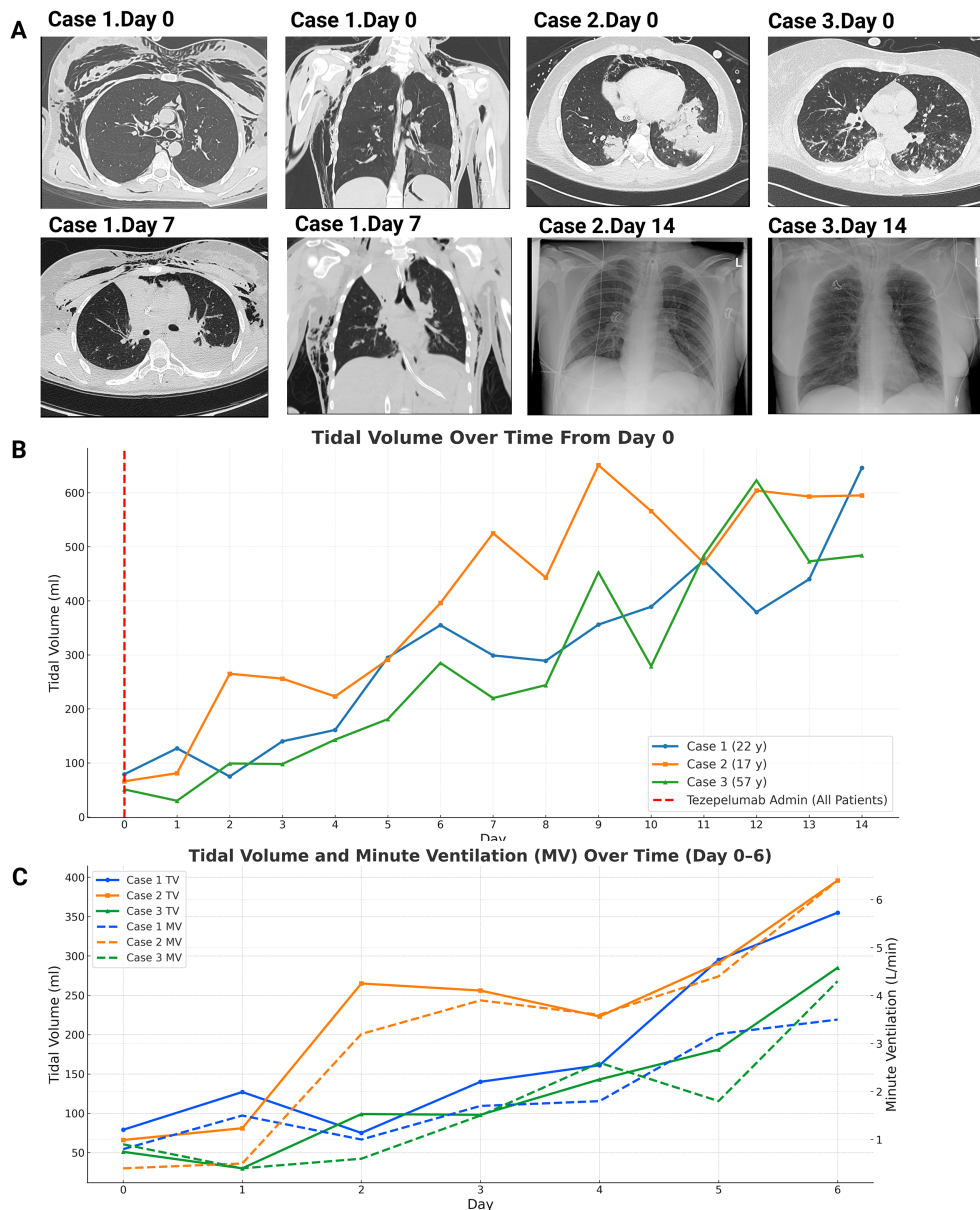 A
Case 1.Day 0
Case 1.Day 0
Case 2.Day 0
Case 3.Day 0
Case 1.Day 7
Case 1.Day 7
Case 2.Day 14
Case 3.Day 14
L
B
Tidal Volume Over Time From Day 0
Tidal Volume (ml)
600
500
400
300
200
100
0
0 1 2 3 4 5 6 7 8 9 10 11 12 13 14
Day
Case 1 (22 y)
Case 2 (17 y)
Case 3 (57 y)
Tezepelumab Admin (All Patients)
C
Tidal Volume and Minute Ventilation (MV) Over Time (Day 0–6)
Case 1 TV
Case 2 TV
Case 3 TV
Case 1 MV
Case 2 MV
Case 3 MV
Tidal Volume (ml)
400
350
300
250
200
150
100
50
6
5
4
3
2
1
Minute Ventilation (L/min)
0 1 2 3 4 5 6
Day